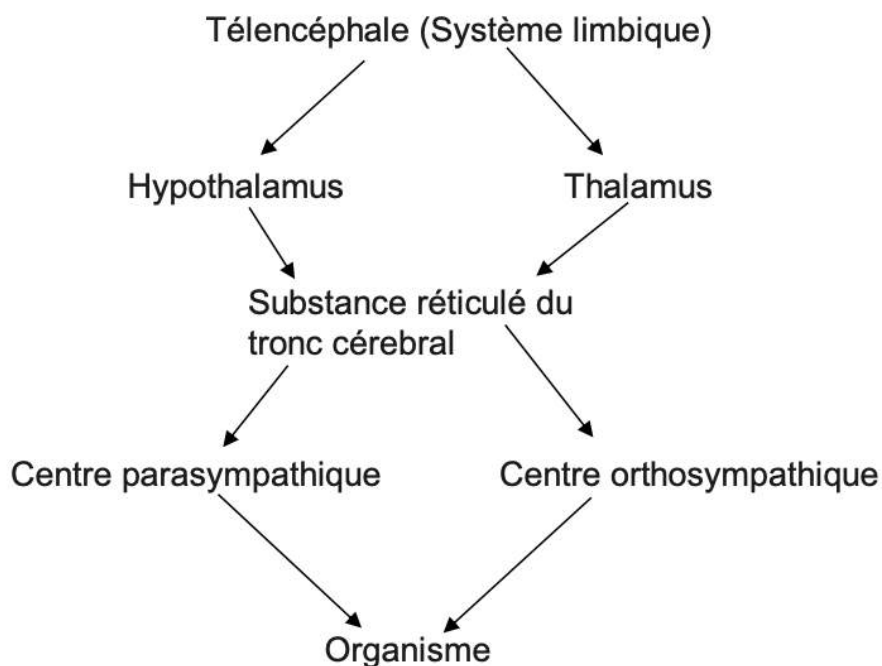 Télencéphale (Système limbique)
Hypothalamus
Thalamus
Substance réticulé du
tronc cérebral
Centre parasympathique
Centre orthosympathique
Organisme